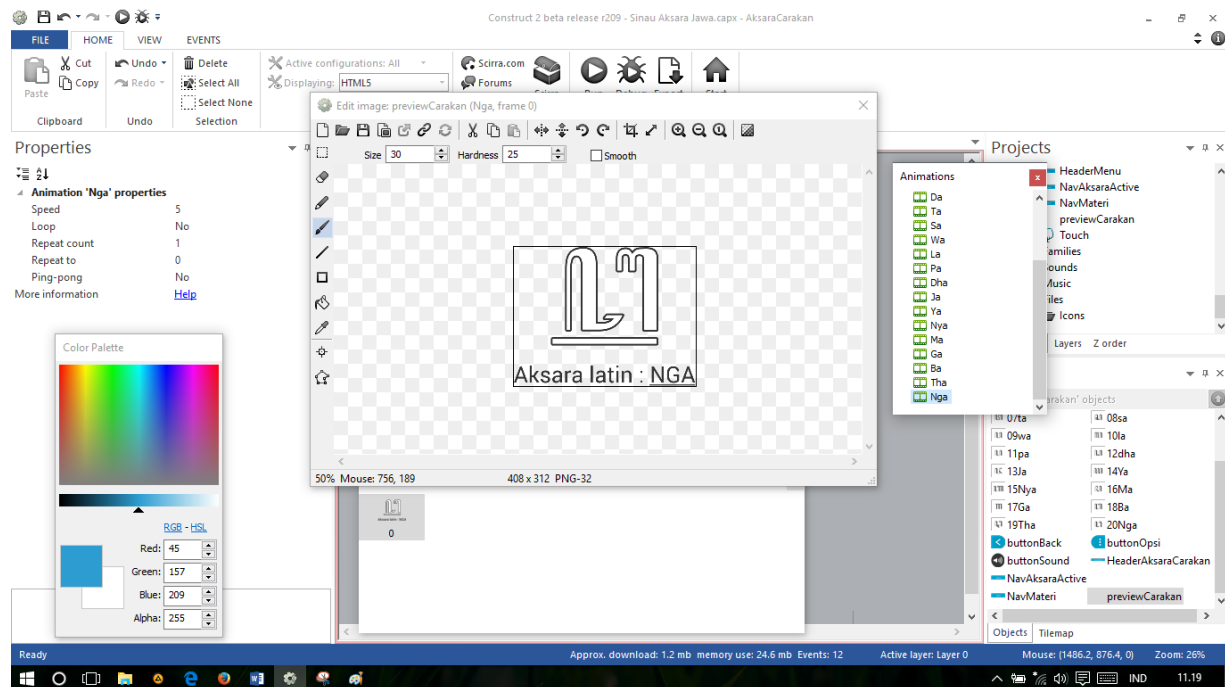 Construct 2 beta release r209 - Sinau Aksara Jawa.capx - AksaraCarakan
FILE HOME VIEW EVENTS
Paste
Cut
Copy
Clipboard
Undo
Redo
Undo
Delete
Select All
Select None
Selection
Active configurations: All
Displaying: HTML5
Scirra.com
Forums
Properties
Animation 'Nga' properties
Speed 5
Loop No
Repeat count 1
Repeat to 0
Ping-pong No
More information Help
Color Palette
RGB - HSL
Red: 45
Green: 157
Blue: 209
Alpha: 255
Edit image: previewCarakan (Nga, frame 0)
Size 30 Hardness 25 Smooth
Aksara latin : NGA
50% Mouse: 756, 189 408 x 312 PNG-32
0
Animations
Da
Ta
Sa
Wa
La
Pa
Dha
Ja
Ya
Nya
Ma
Ga
Ba
Tha
Nga
Projects
HeaderMenu
NavAksaraActive
NavMateri
previewCarakan
Touch
Icons
Layers Z order
objects
07ta 08sa
09wa 10la
11pa 12dha
13Ja 14Ya
15Nya 16Ma
17Ga 18Ba
19Tha 20Nga
buttonBack buttonOpsi
buttonSound HeaderAksaraCarakan
NavAksaraActive
NavMateri previewCarakan
Objects Tilemap
Ready Approx. download: 1.2 mb memory use: 24.6 mb Events: 12 Active layer: Layer 0 Mouse: (1486.2, 876.4, 0) Zoom: 26%
IND 11.19